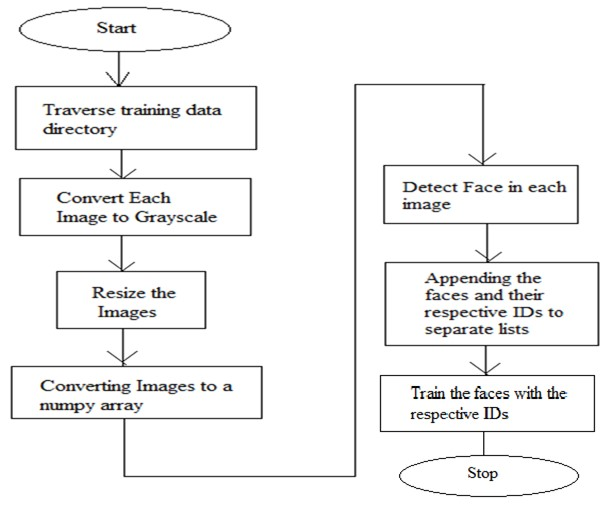 Start
Traverse training data
directory
Convert Each
Image to Grayscale
Resize the
Images
Converting Images to a
numpy array
Detect Face in each
image
Appending the
faces and their
respective IDs to
separate lists
Train the faces with the
respective IDs
Stop